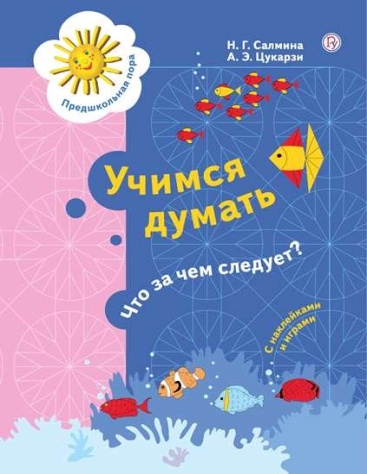 Н. Г. Салмина
А. Э. Цукарзи
Предшкольная пора
Учимся
думать
Что за чем следует?
С наклейками
и играми